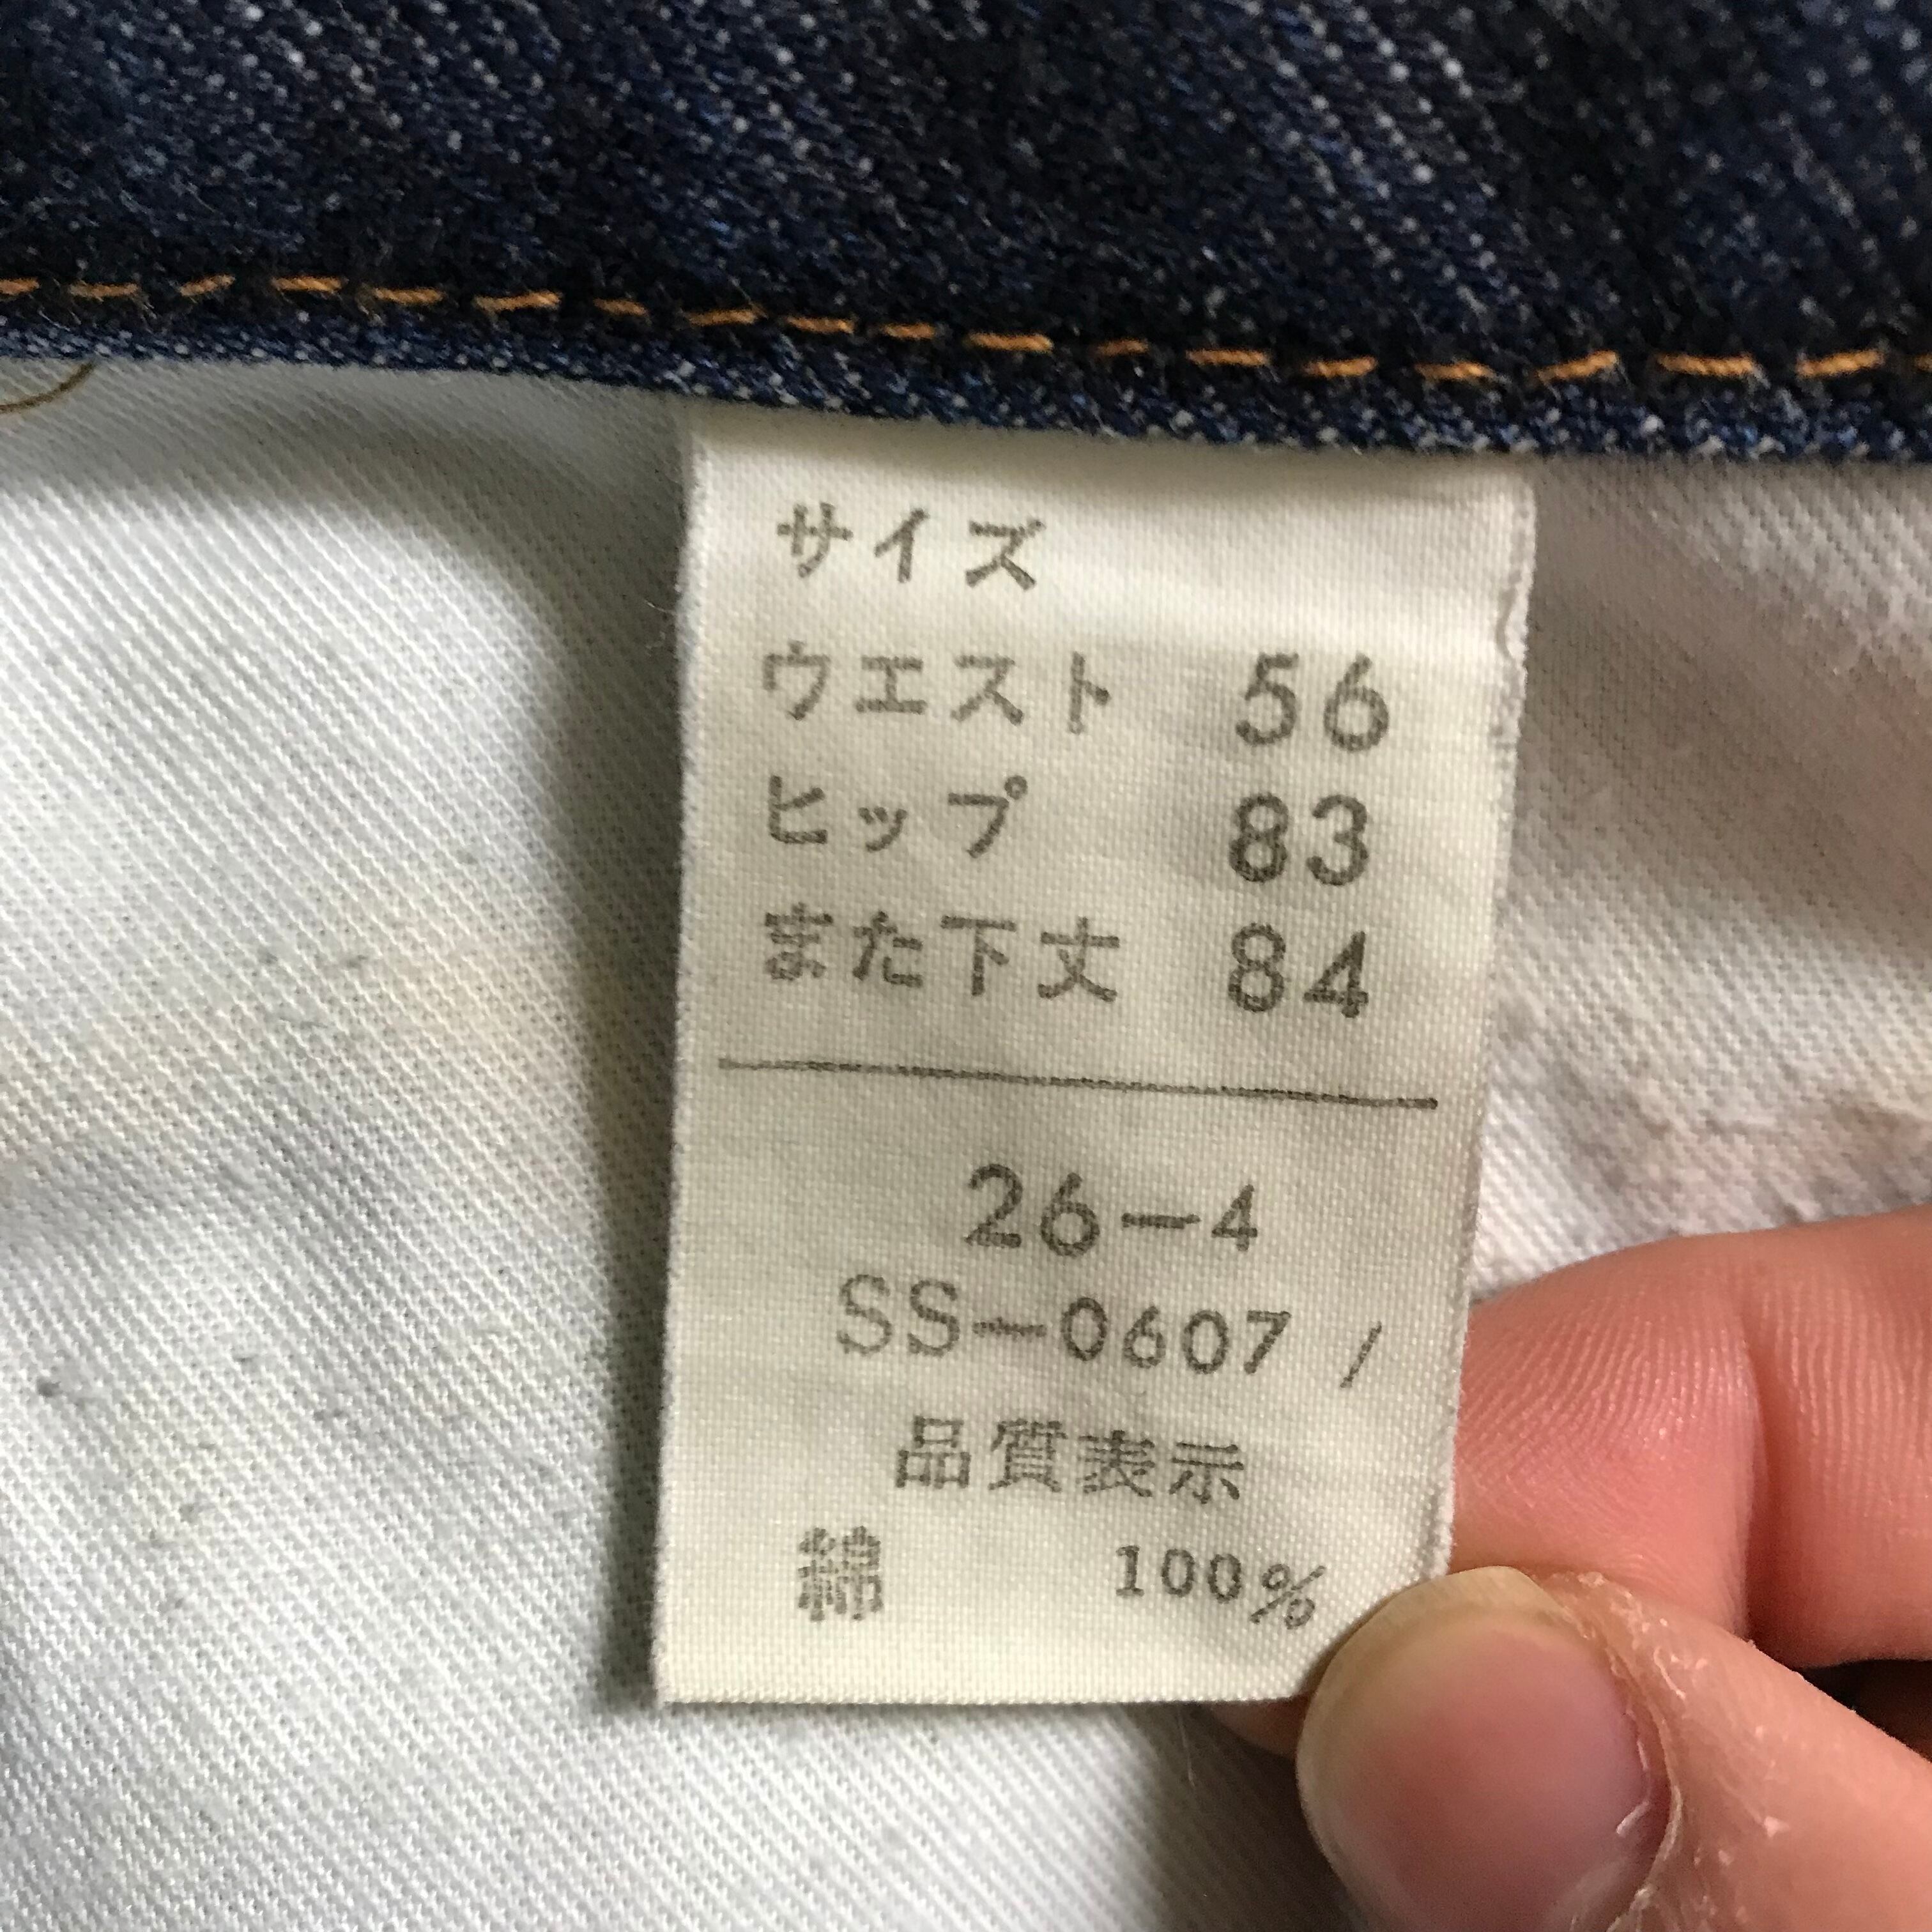 サイズ
ウエスト 56
ヒップ 83
また下丈 84
26-4
SS-0607 /
品質表示
綿 100%